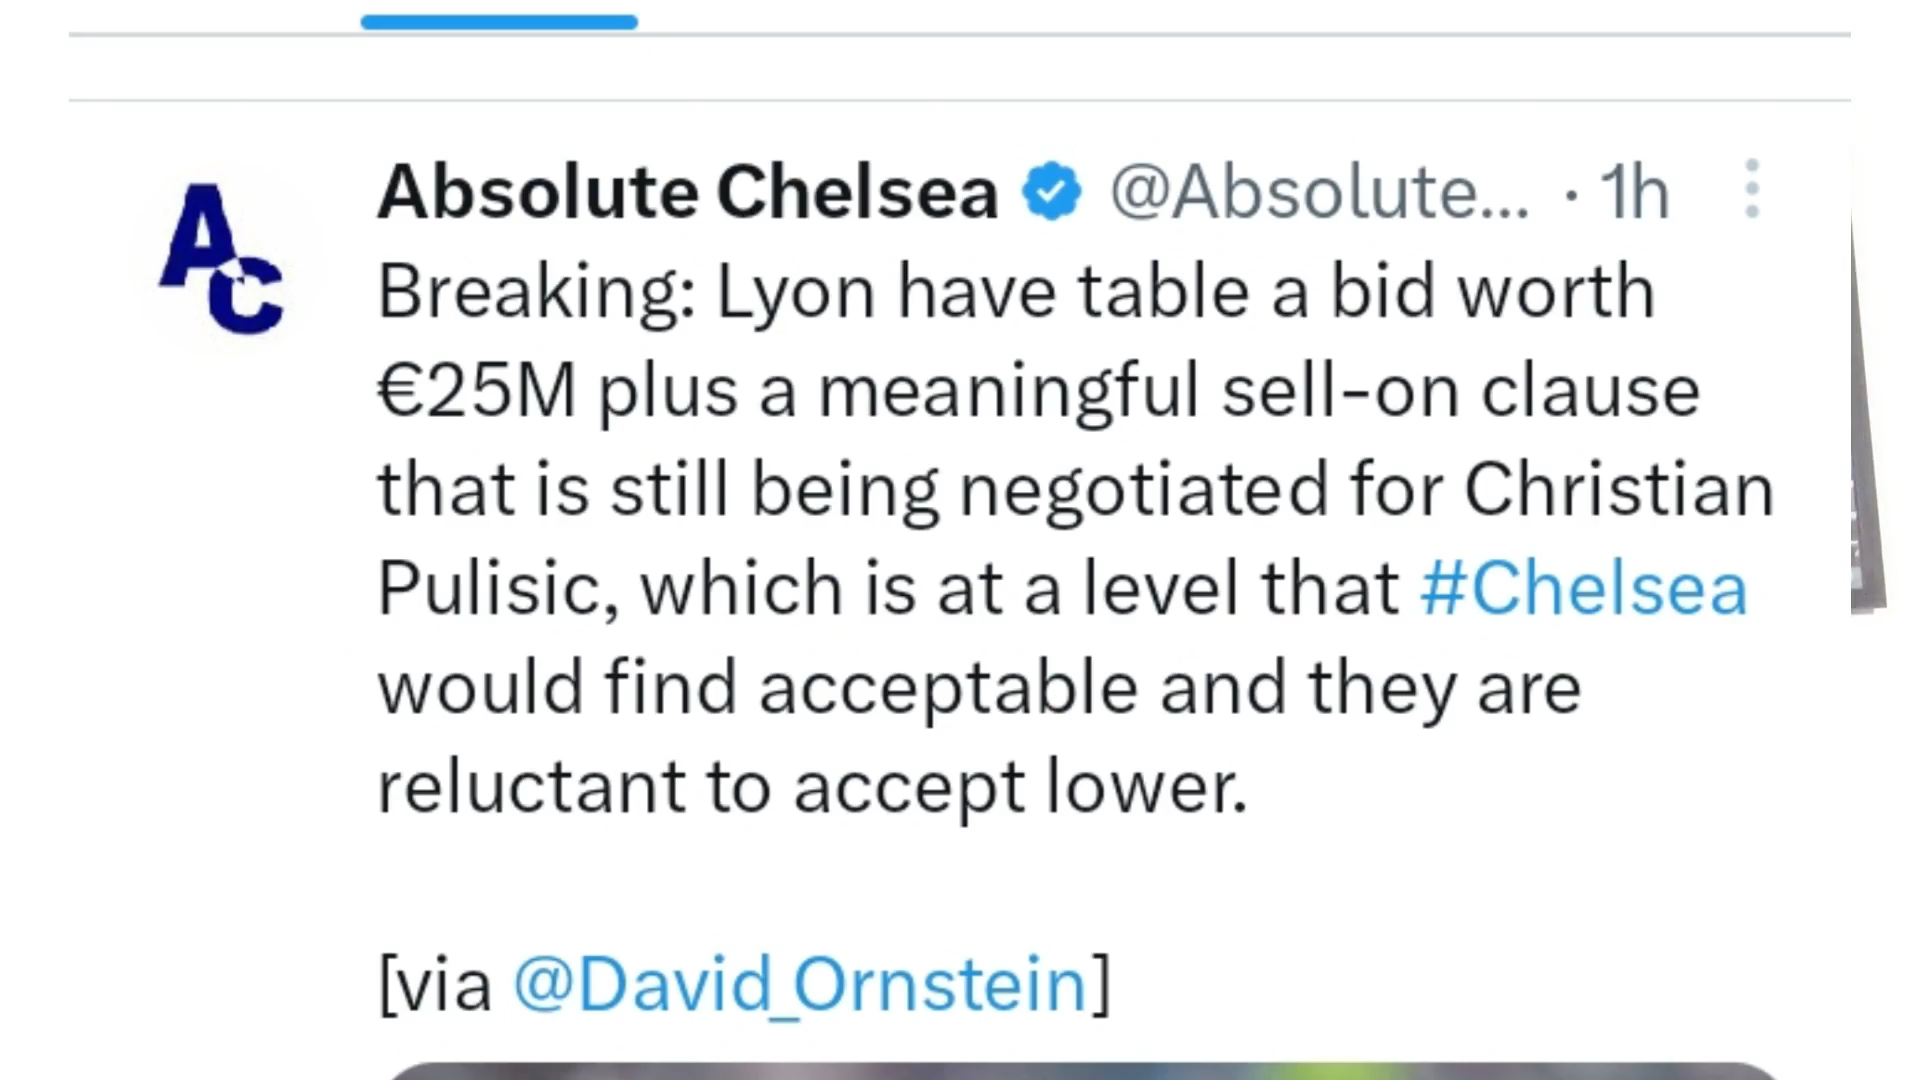 AC
Absolute Chelsea @Absolute... · 1h
Breaking: Lyon have table a bid worth
€25M plus a meaningful sell-on clause
that is still being negotiated for Christian
Pulisic, which is at a level that #Chelsea
would find acceptable and they are
reluctant to accept lower.
[via @David_Ornstein]